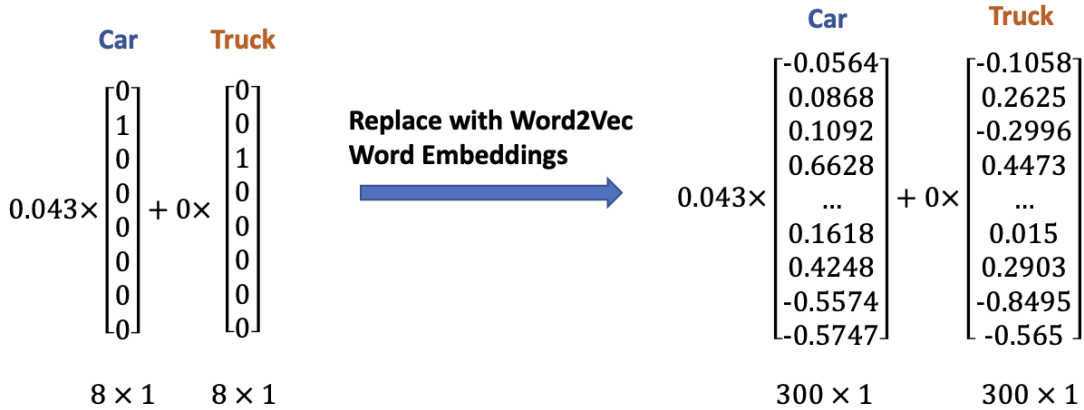 Car Truck
0.043× [0 1 0 0 0 0 0 0] + 0× [0 0 1 0 0 0 0 0]
8 × 1 8 × 1
Replace with Word2Vec
Word Embeddings
Car Truck
0.043× [-0.0564 0.0868 0.1092 0.6628 ... 0.1618 0.4248 -0.5574 -0.5747] + 0× [-0.1058 0.2625 -0.2996 0.4473 ... 0.015 0.2903 -0.8495 -0.565]
300 × 1 300 × 1